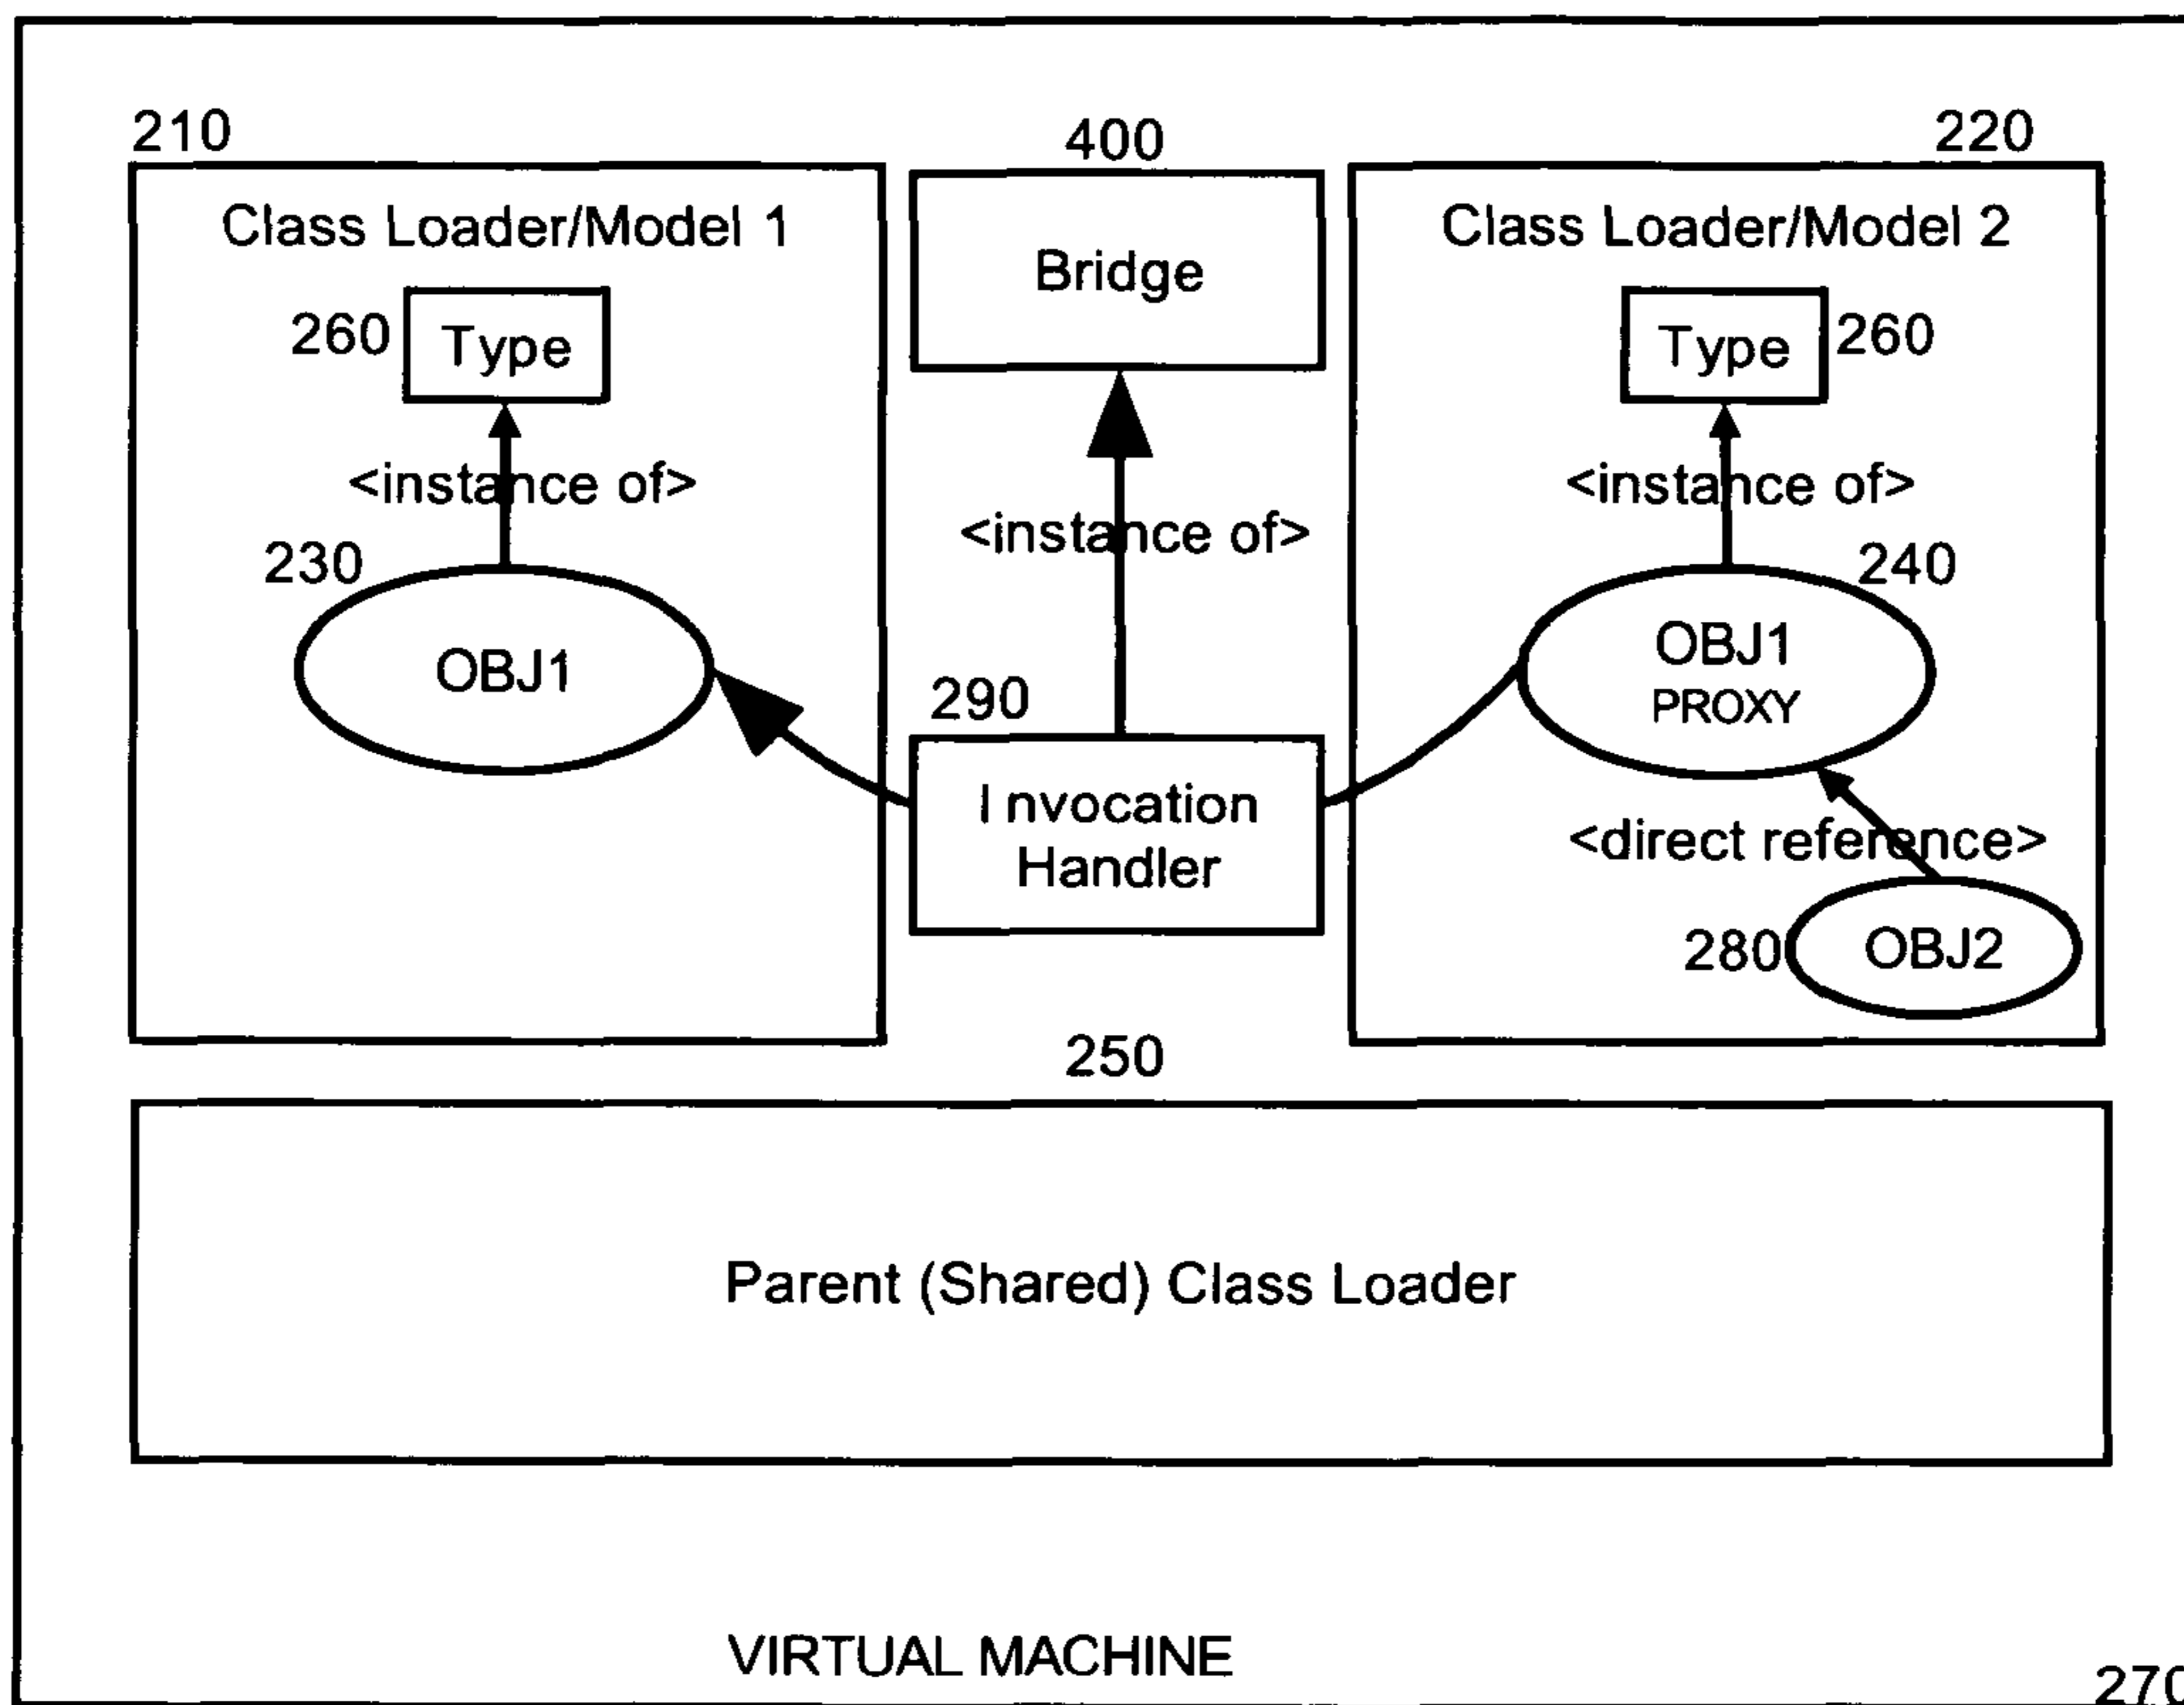 210
400
220
Class Loader/Model 1
Bridge
Class Loader/Model 2
260
Type
Type
260
<instance of>
<instance of>
<instance of>
230
240
OBJ1
290
OBJ1
PROXY
Invocation
Handler
<direct reference>
280
OBJ2
250
Parent (Shared) Class Loader
VIRTUAL MACHINE
270